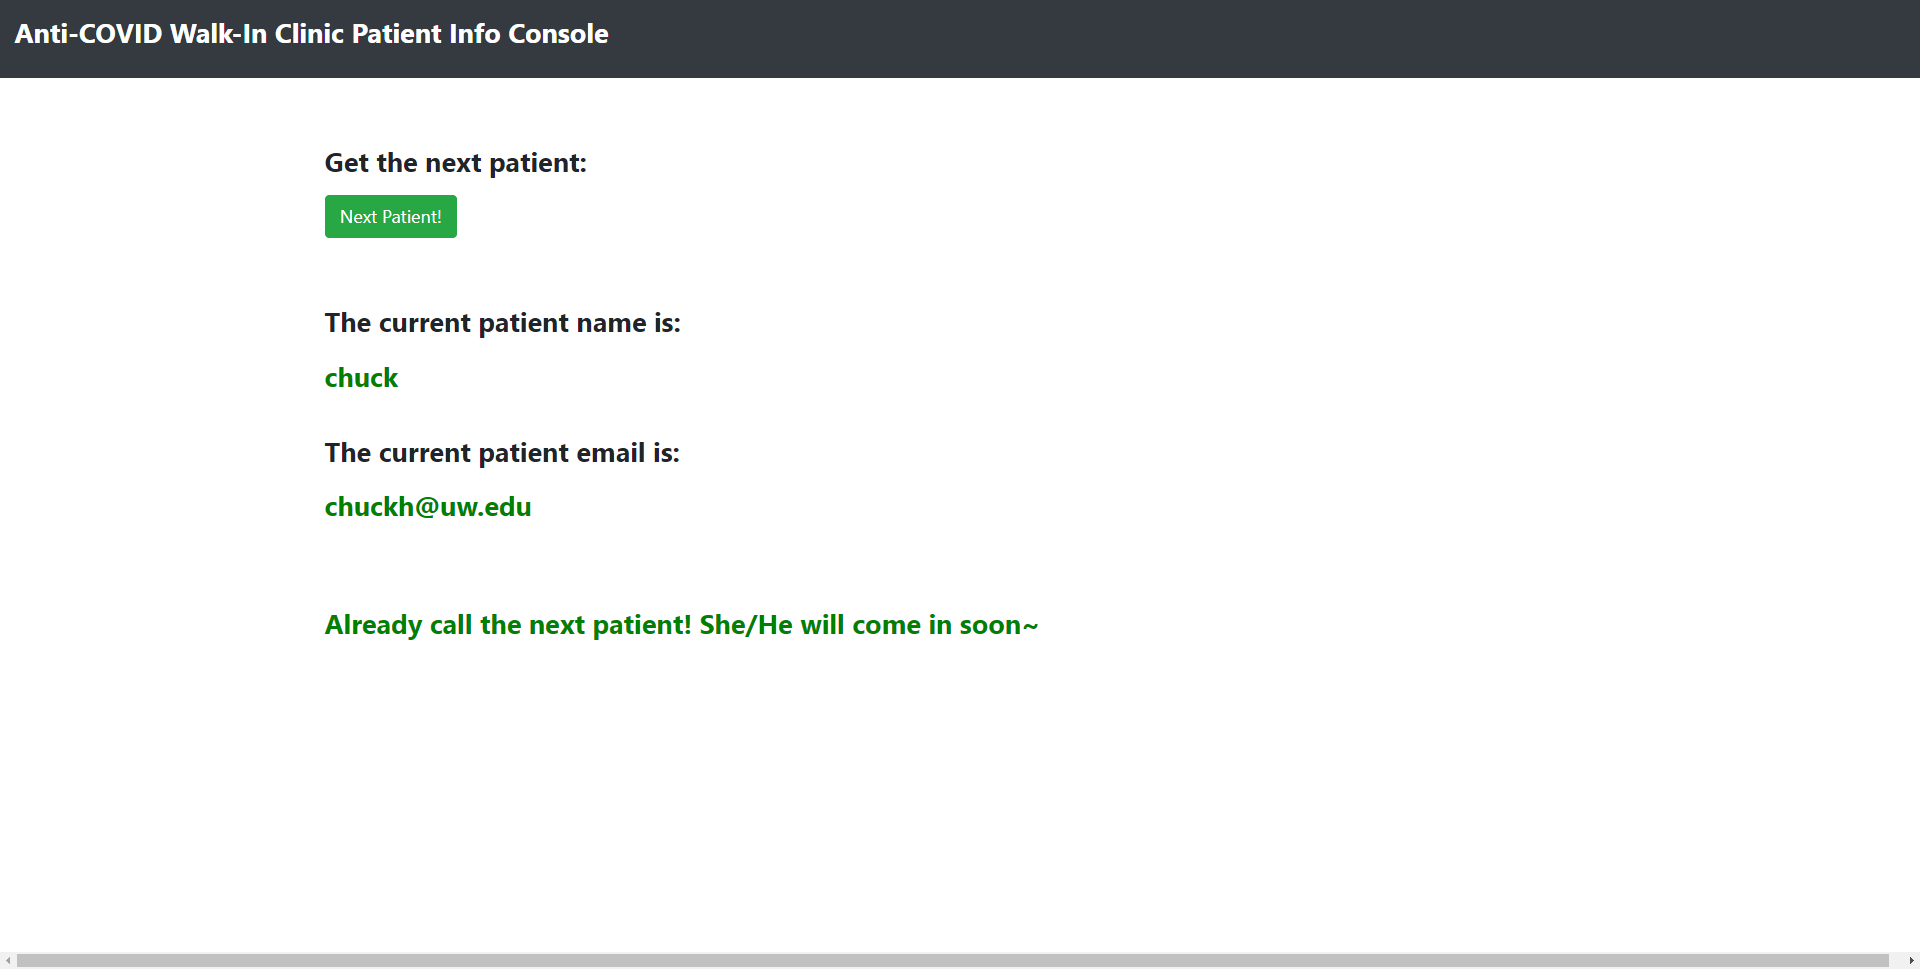 Anti-COVID Walk-In Clinic Patient Info Console
Get the next patient:
Next Patient!
The current patient name is:
chuck
The current patient email is:
chuckh@uw.edu
Already call the next patient! She/He will come in soon~